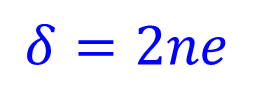 δ = 2ne